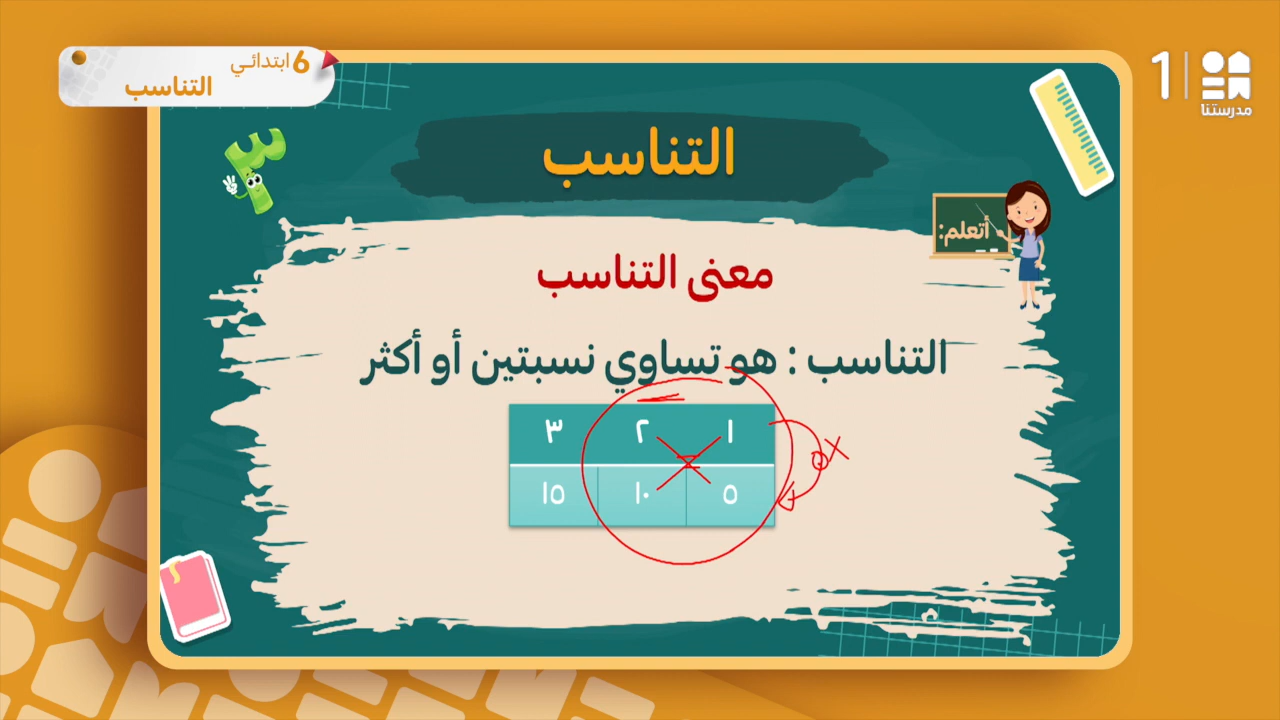 6 ابتدائي
التناسب
1
مدرستنا
التناسب
أتعلم:
معنى التناسب
التناسب : هو تساوي نسبتين أو أكثر
١ ٢ ٣
٥ ١٠ ١٥
×٥
=